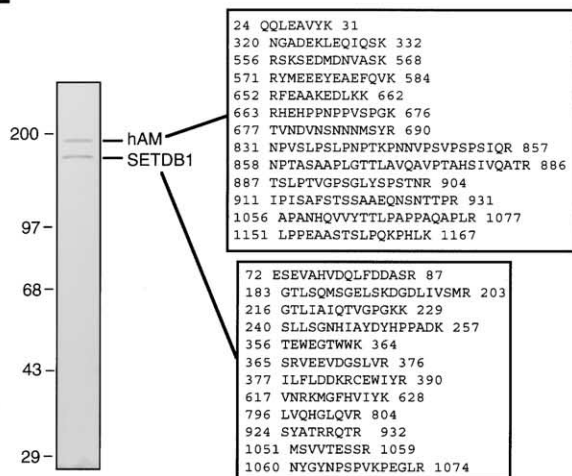 24 QQLEAVYK 31
320 NGADEKLEQIQSK 332
556 RSKSEDMDNVASK 568
571 RYMEEEYEAEFQVK 584
652 RFEAAKEDLKK 662
663 RHEHPPNPPVSPGK 676
677 TVNDVNSNNNMSYR 690
831 NPVSLPSLPNPTKPNNVPSVPSPSIQR 857
858 NPTASAAPLGTTLAVQAVPTAHSIVQATR 886
887 TSLPTVGPSGLYSPSTNR 904
911 IPISAFSTSSAAEQNSNTTPR 931
1056 APANHQVVYTTLPAPPAQAPLR 1077
1151 LPPEAASTSLPQKPHLK 1167
200
hAM
SETDB1
97
68
43
29
72 ESEVAHVDQLFDDASR 87
183 GTLSQMSGELSKDGDLIVSMR 203
216 GTLIAIQTVGPGKK 229
240 SLLSGNHIAYDYHPPADK 257
356 TEWEGTWWK 364
365 SRVEEVDGSLVR 376
377 ILFLDDKRCEWIYR 390
617 VNRKMGFHVIYK 628
796 LVQHGLQVR 804
924 SYATRRQTR 932
1051 MSVVTESSR 1059
1060 NYGYNPSPVKPEGLR 1074